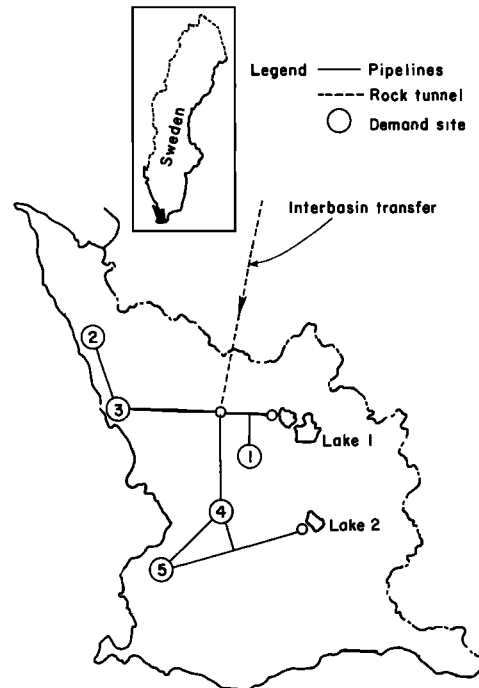 Legend
Pipelines
Rock tunnel
Demand site
Sweden
Interbasin transfer
2
3
Lake 1
1
4
Lake 2
5